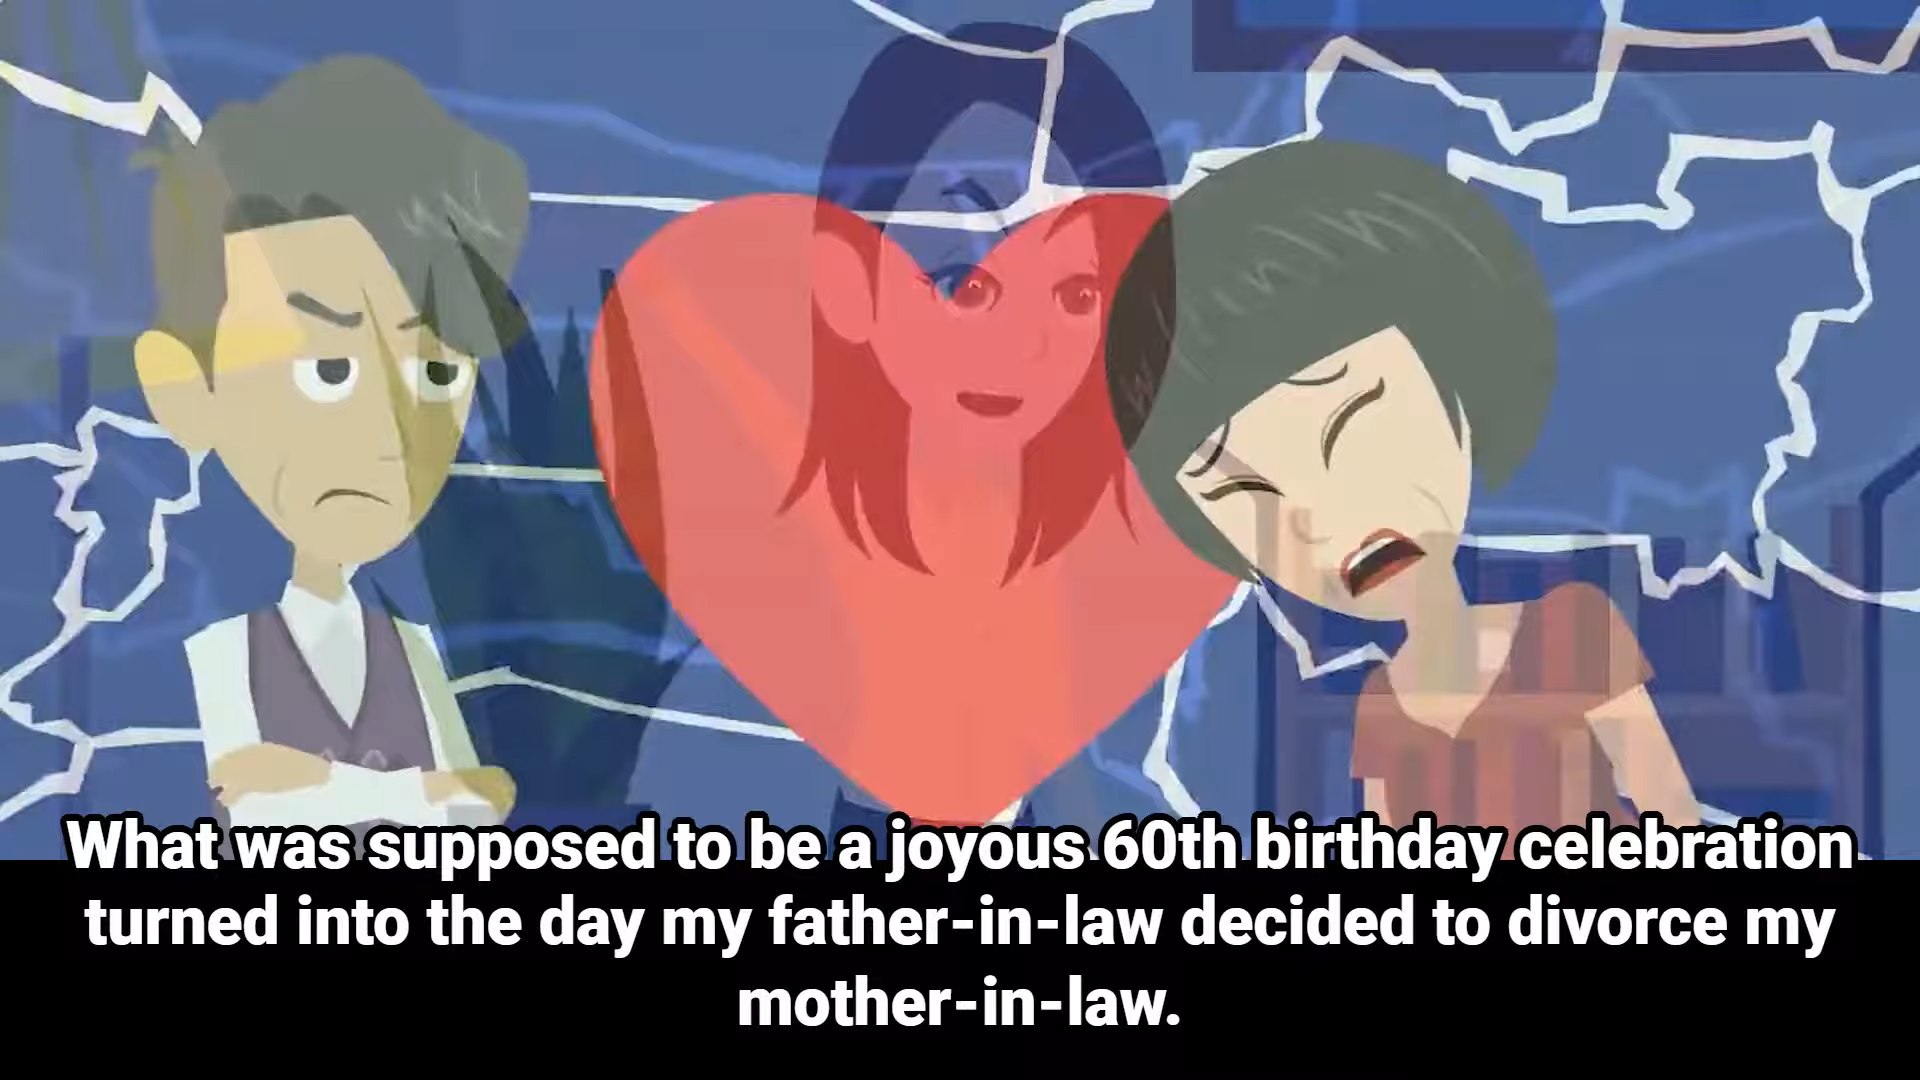 What was supposed to be a joyous 60th birthday celebration
turned into the day my father-in-law decided to divorce my
mother-in-law.